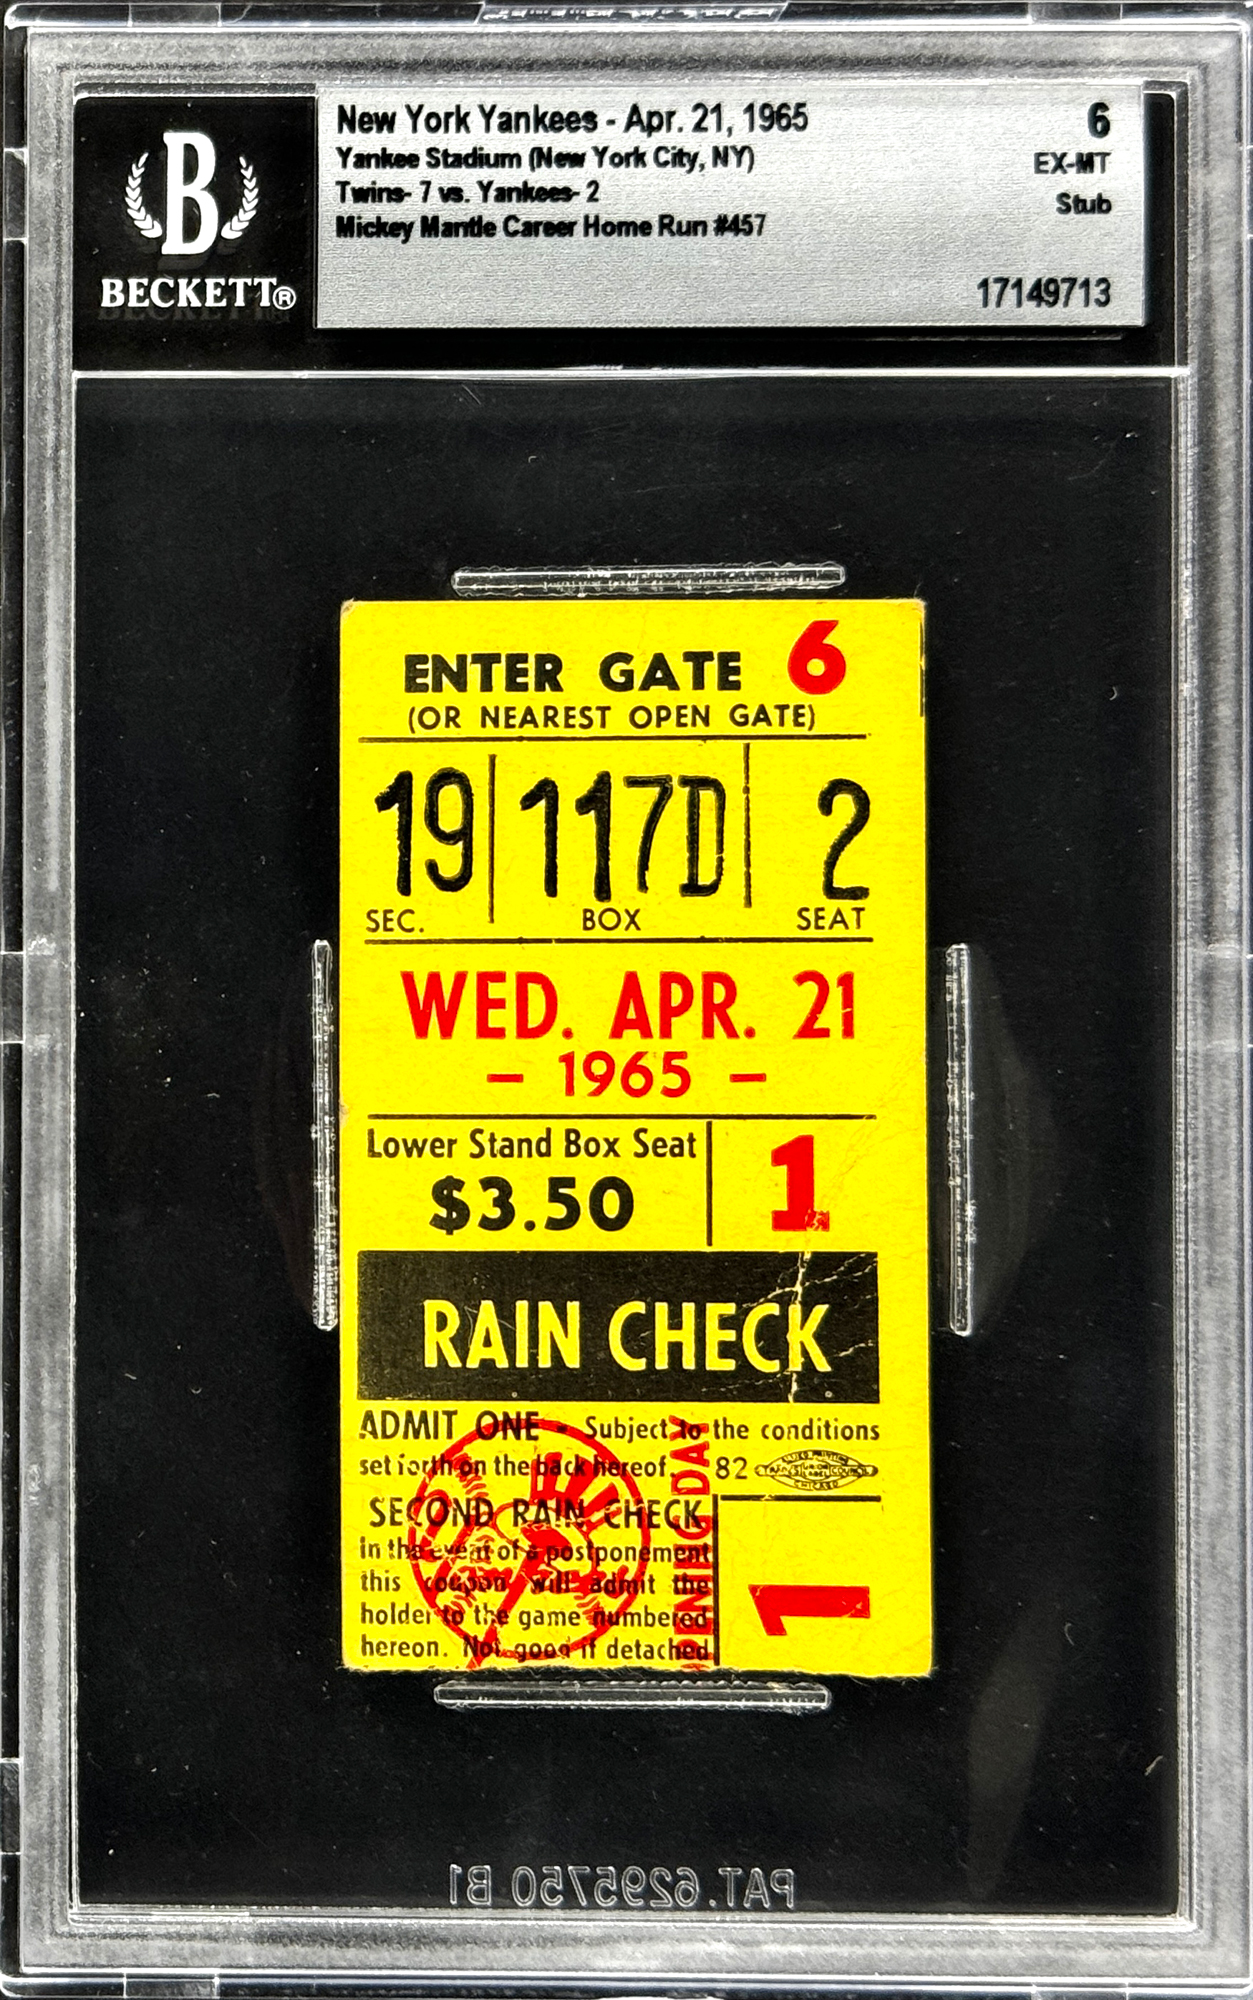 B
BECKETT®
New York Yankees - Apr. 21, 1965
Yankee Stadium (New York City, NY)
Twins- 7 vs. Yankees- 2
Mickey Mantle Career Home Run #457
6
EX-MT
Stub
17149713
ENTER GATE 6
(OR NEAREST OPEN GATE)
19 117D 2
SEC. BOX SEAT
WED. APR. 21
- 1965 -
Lower Stand Box Seat
$3.50
1
RAIN CHECK
ADMIT ONE - Subject to the conditions
set forth on the back hereof. 82
SECOND RAIN CHECK
In the event of a postponement
this coupon will admit the
holder to the game numbered
hereon. Not good if detached
OPENING DAY
1
PAT.6295750 B1